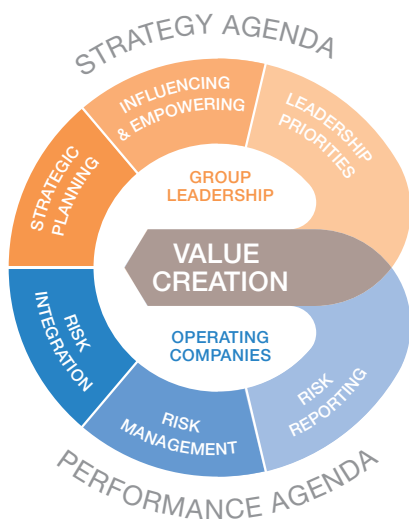 STRATEGY AGENDA
INFLUENCING
& EMPOWERING
LEADERSHIP
PRIORITIES
STRATEGIC
PLANNING
GROUP
LEADERSHIP
VALUE
CREATION
OPERATING
COMPANIES
RISK
INTEGRATION
RISK
MANAGEMENT
RISK
REPORTING
PERFORMANCE AGENDA